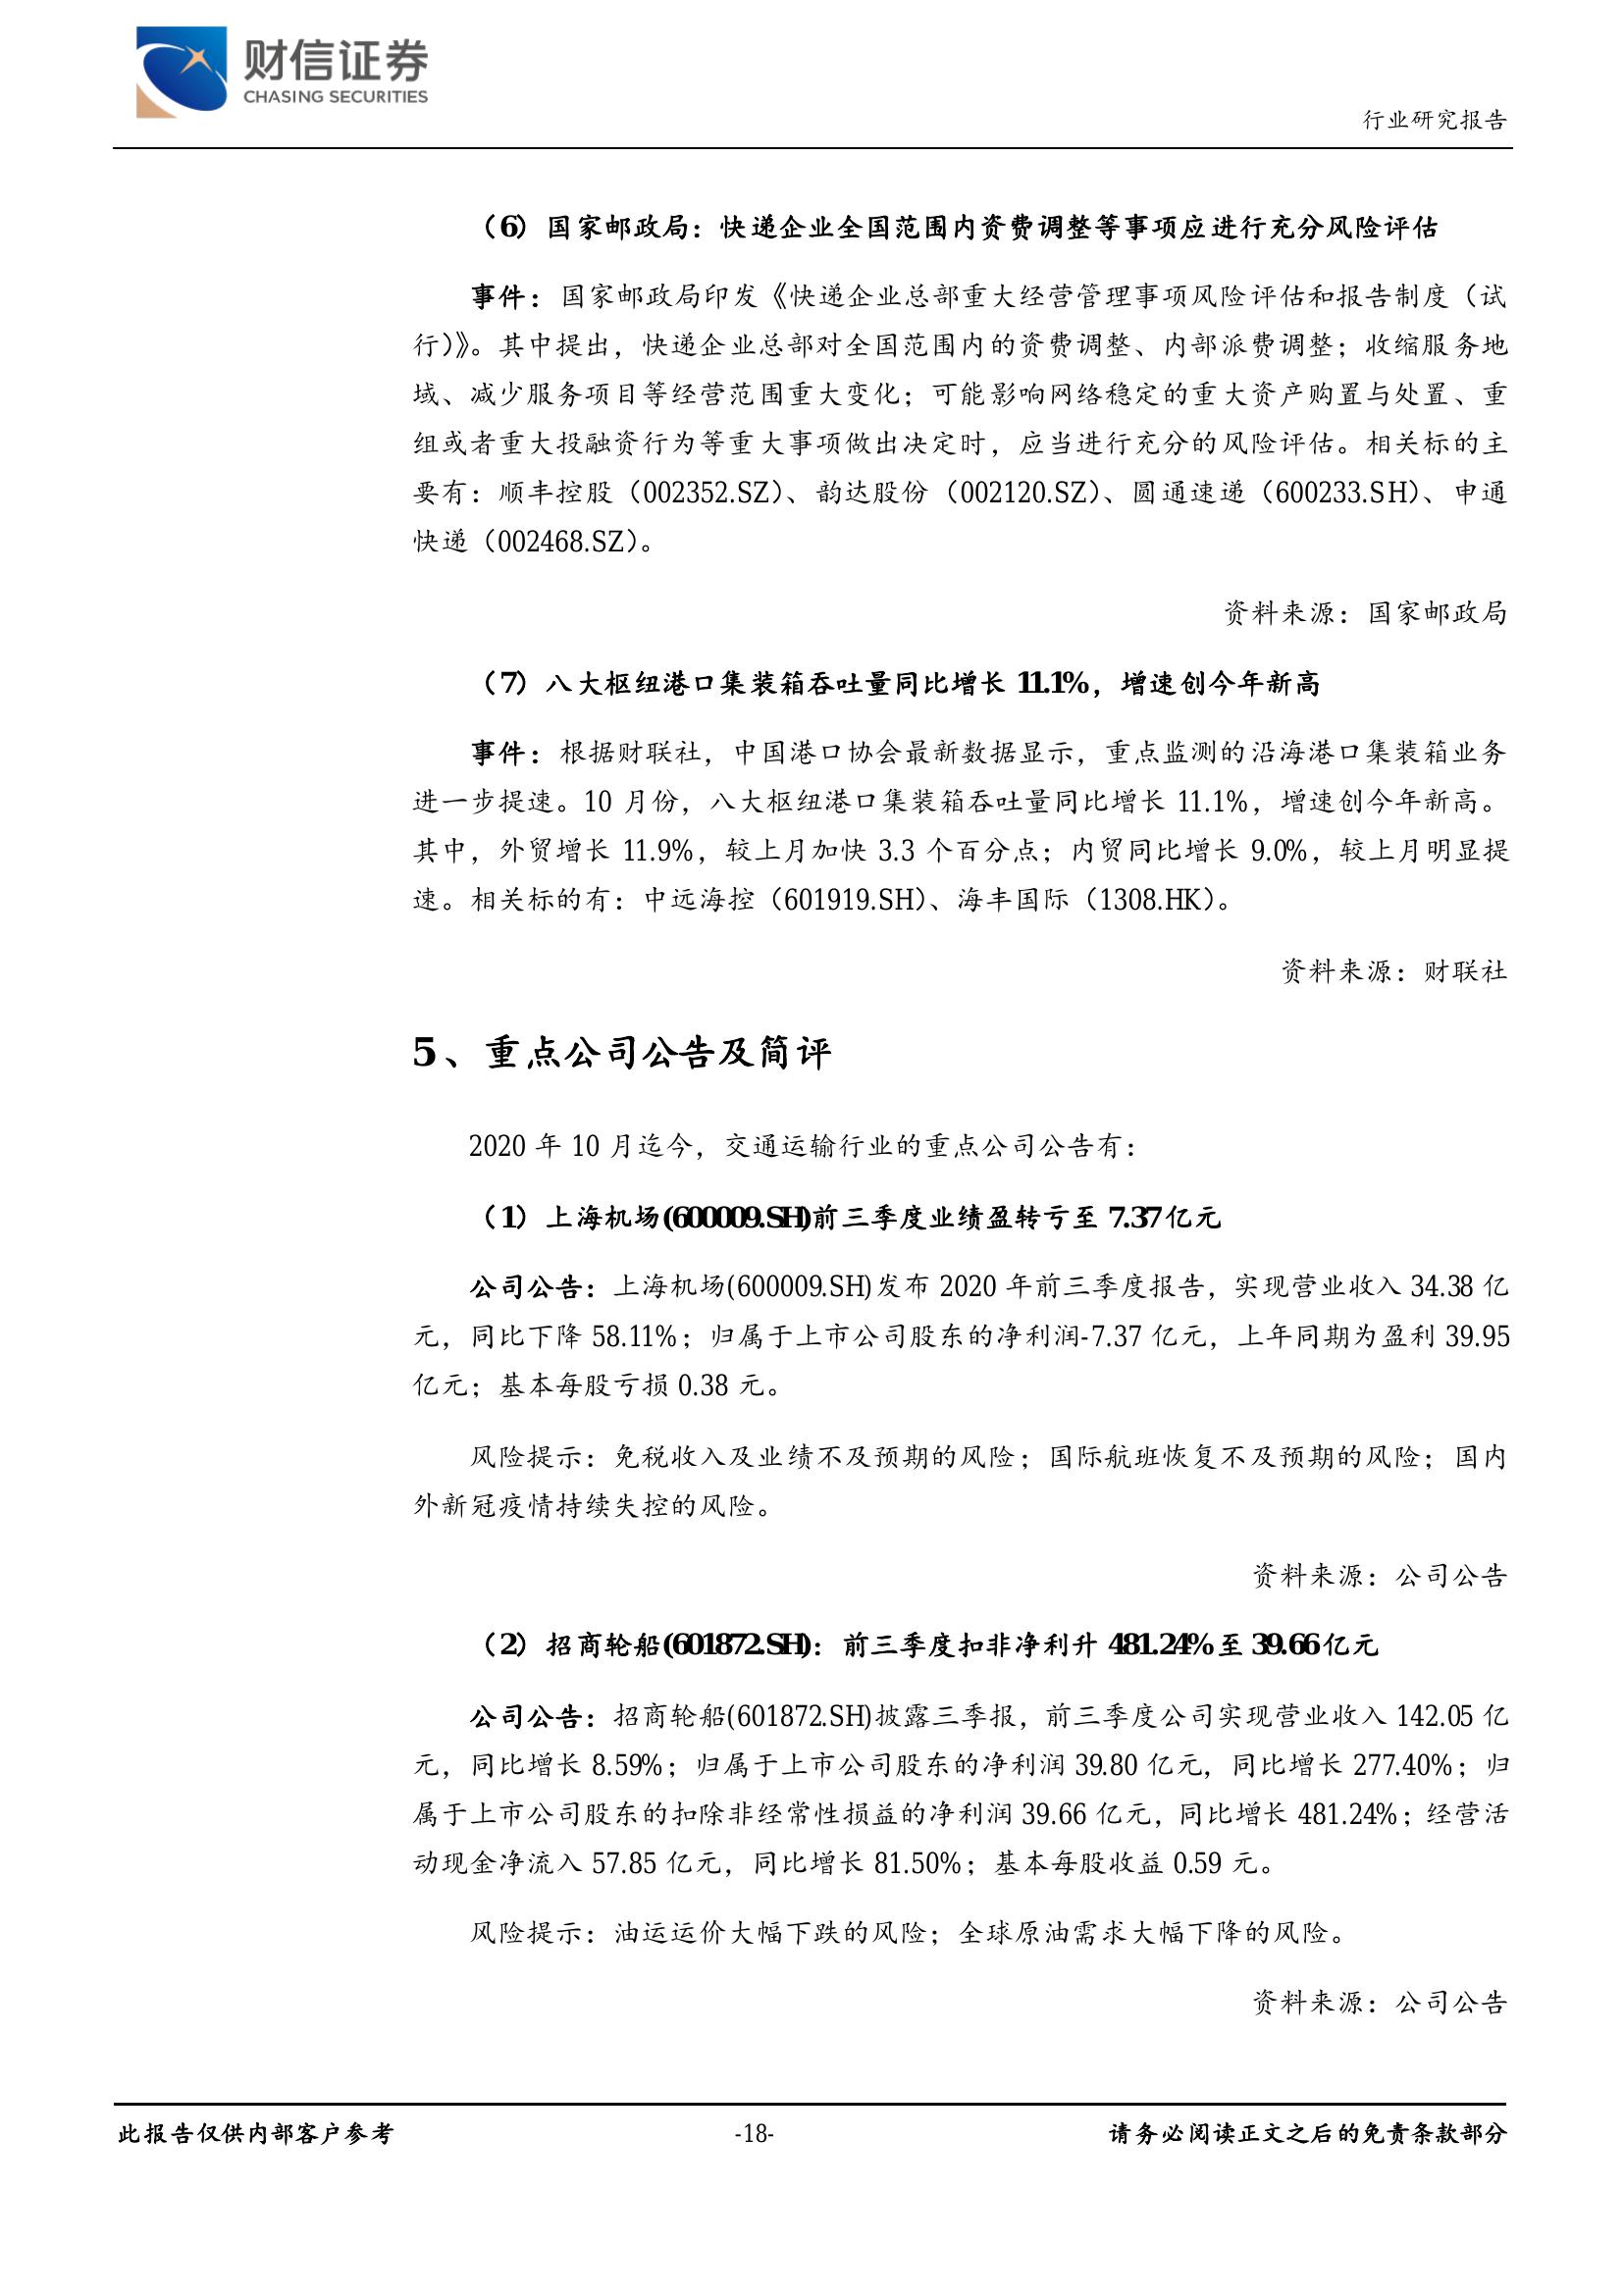 财信证券
CHASING SECURITIES
行业研究报告
（6）国家邮政局：快递企业全国范围内资费调整等事项应进行充分风险评估
事件：国家邮政局印发《快递企业总部重大经营管理事项风险评估和报告制度（试
行）》。其中提出，快递企业总部对全国范围内的资费调整、内部派费调整；收缩服务地
域、减少服务项目等经营范围重大变化；可能影响网络稳定的重大资产购置与处置、重
组或者重大投融资行为等重大事项做出决定时，应当进行充分的风险评估。相关标的主
要有：顺丰控股（002352.SZ）、韵达股份（002120.SZ）、圆通速递（600233.SH）、申通
快递（002468.SZ）。
资料来源：国家邮政局
（7）八大枢纽港口集装箱吞吐量同比增长 11.1%，增速创今年新高
事件：根据财联社，中国港口协会最新数据显示，重点监测的沿海港口集装箱业务
进一步提速。10 月份，八大枢纽港口集装箱吞吐量同比增长 11.1%，增速创今年新高。
其中，外贸增长 11.9%，较上月加快 3.3 个百分点；内贸同比增长 9.0%，较上月明显提
速。相关标的有：中远海控（601919.SH）、海丰国际（1308.HK）。
资料来源：财联社
5、重点公司公告及简评
2020 年 10 月迄今，交通运输行业的重点公司公告有：
（1）上海机场(600009.SH)前三季度业绩盈转亏至 7.37 亿元
公司公告：上海机场(600009.SH)发布 2020 年前三季度报告，实现营业收入 34.38 亿
元，同比下降 58.11%；归属于上市公司股东的净利润-7.37 亿元，上年同期为盈利 39.95
亿元；基本每股亏损 0.38 元。
风险提示：免税收入及业绩不及预期的风险；国际航班恢复不及预期的风险；国内
外新冠疫情持续失控的风险。
资料来源：公司公告
（2）招商轮船(601872.SH)：前三季度扣非净利升 481.24%至 39.66 亿元
公司公告：招商轮船(601872.SH)披露三季报，前三季度公司实现营业收入 142.05 亿
元，同比增长 8.59%；归属于上市公司股东的净利润 39.80 亿元，同比增长 277.40%；归
属于上市公司股东的扣除非经常性损益的净利润 39.66 亿元，同比增长 481.24%；经营活
动现金净流入 57.85 亿元，同比增长 81.50%；基本每股收益 0.59 元。
风险提示：油运运价大幅下跌的风险；全球原油需求大幅下降的风险。
资料来源：公司公告
此报告仅供内部客户参考
-18-
请务必阅读正文之后的免责条款部分